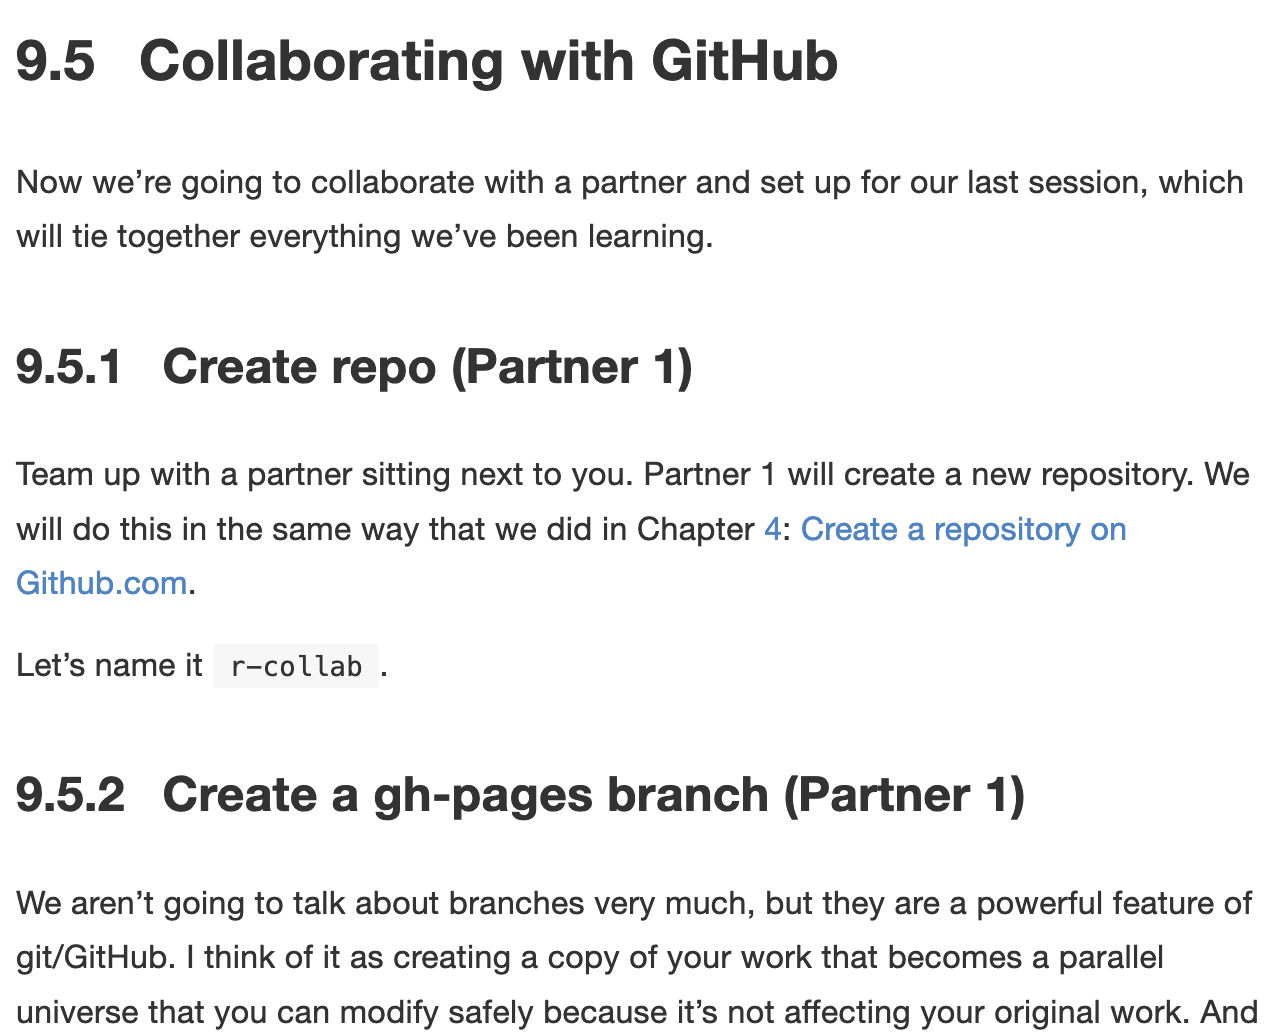 9.5 Collaborating with GitHub
Now we’re going to collaborate with a partner and set up for our last session, which
will tie together everything we’ve been learning.
9.5.1 Create repo (Partner 1)
Team up with a partner sitting next to you. Partner 1 will create a new repository. We
will do this in the same way that we did in Chapter 4: Create a repository on
Github.com.
Let’s name it r-collab .
9.5.2 Create a gh-pages branch (Partner 1)
We aren’t going to talk about branches very much, but they are a powerful feature of
git/GitHub. I think of it as creating a copy of your work that becomes a parallel
universe that you can modify safely because it’s not affecting your original work. And